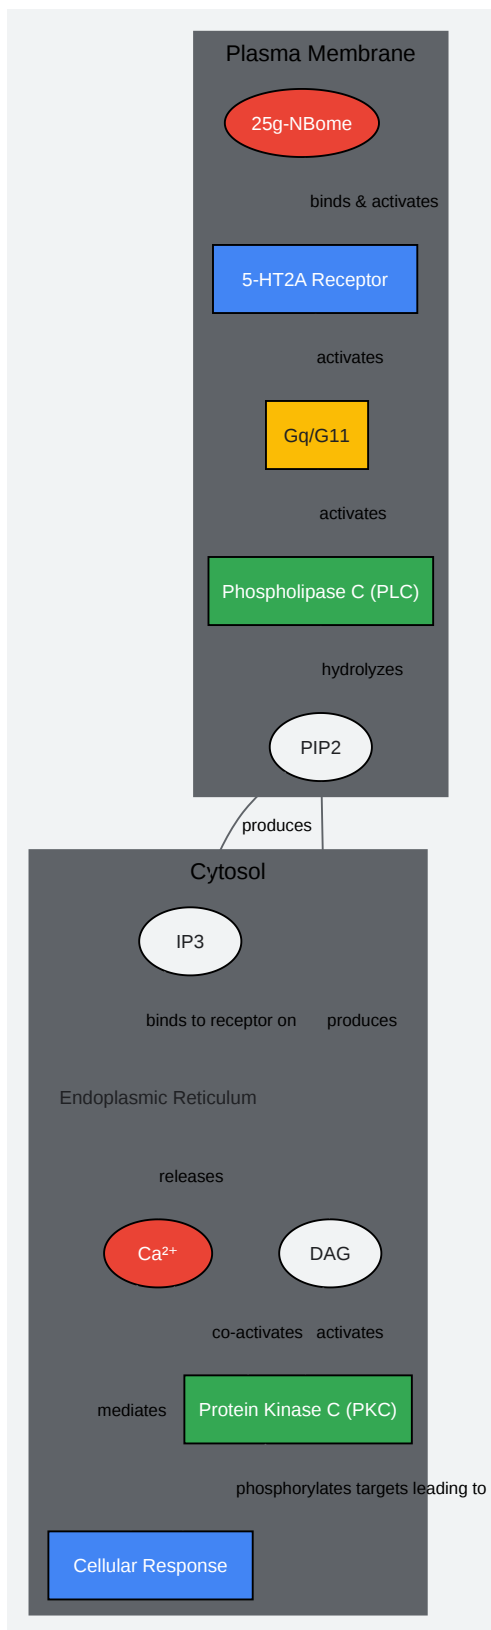 Plasma Membrane
25g-NBome
binds & activates
5-HT2A Receptor
activates
Gq/G11
activates
Phospholipase C (PLC)
hydrolyzes
PIP2
produces
Cytosol
IP3
binds to receptor on
produces
Endoplasmic Reticulum
releases
Ca²⁺
DAG
co-activates
activates
mediates
Protein Kinase C (PKC)
phosphorylates targets leading to
Cellular Response